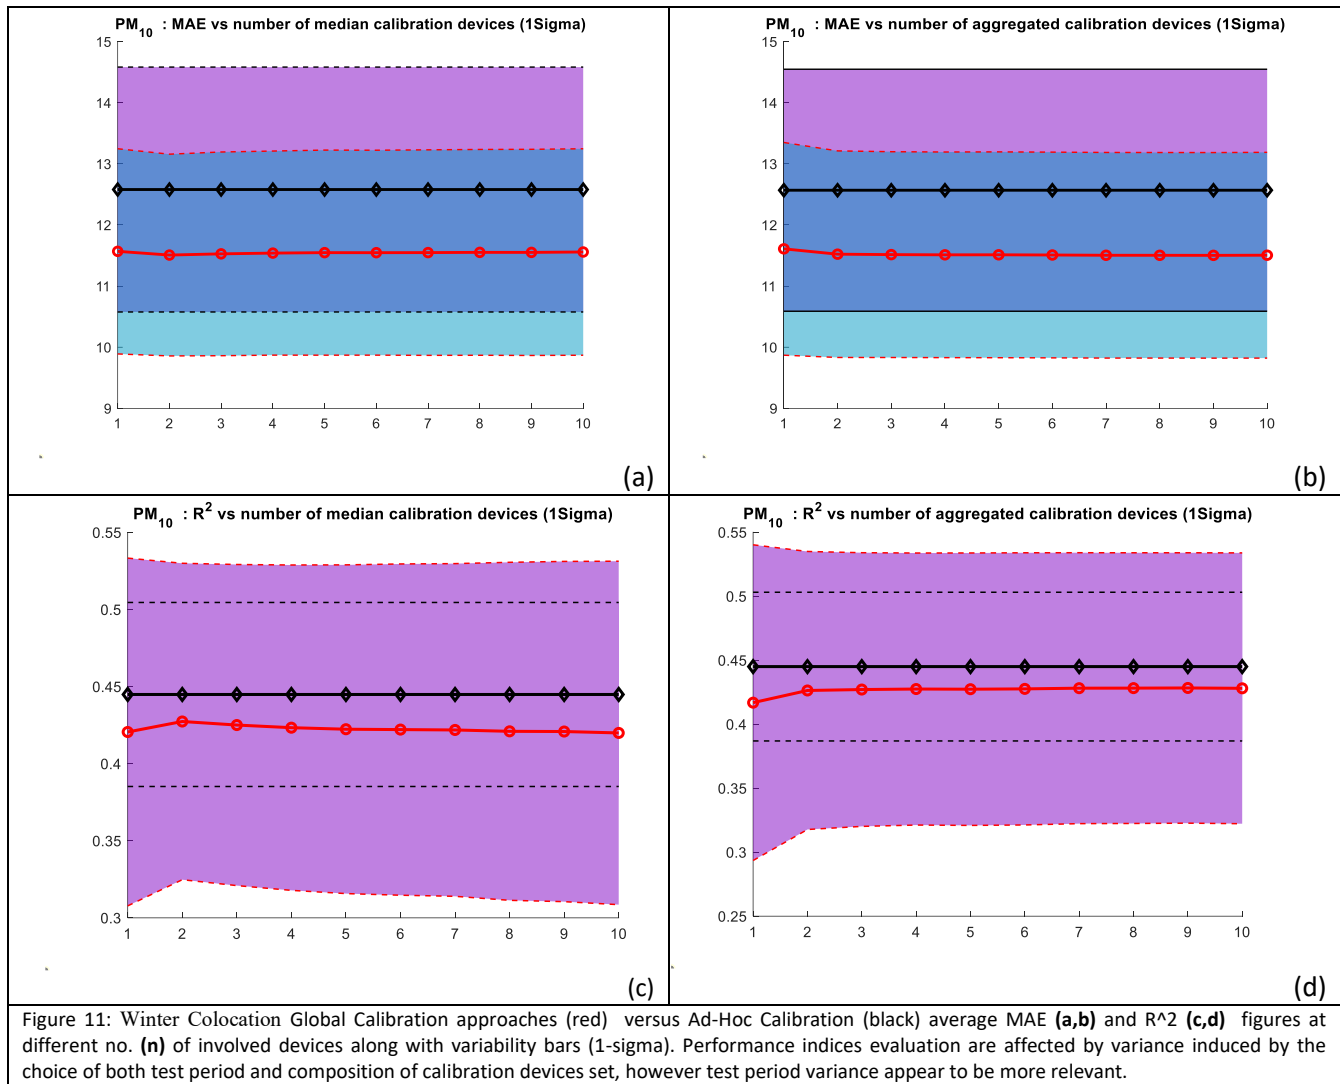 PM10 : MAE vs number of median calibration devices (1Sigma)
15
14
13
12
11
10
9
1 2 3 4 5 6 7 8 9 10
(a)
PM10 : MAE vs number of aggregated calibration devices (1Sigma)
15
14
13
12
11
10
9
1 2 3 4 5 6 7 8 9 10
(b)
PM10 : R2 vs number of median calibration devices (1Sigma)
0.55
0.5
0.45
0.4
0.35
0.3
1 2 3 4 5 6 7 8 9 10
(c)
PM10 : R2 vs number of aggregated calibration devices (1Sigma)
0.55
0.5
0.45
0.4
0.35
0.3
0.25
1 2 3 4 5 6 7 8 9 10
(d)
Figure 11: Winter Colocation Global Calibration approaches (red) versus Ad-Hoc Calibration (black) average MAE (a,b) and R^2 (c,d) figures at
different no. (n) of involved devices along with variability bars (1-sigma). Performance indices evaluation are affected by variance induced by the
choice of both test period and composition of calibration devices set, however test period variance appear to be more relevant.